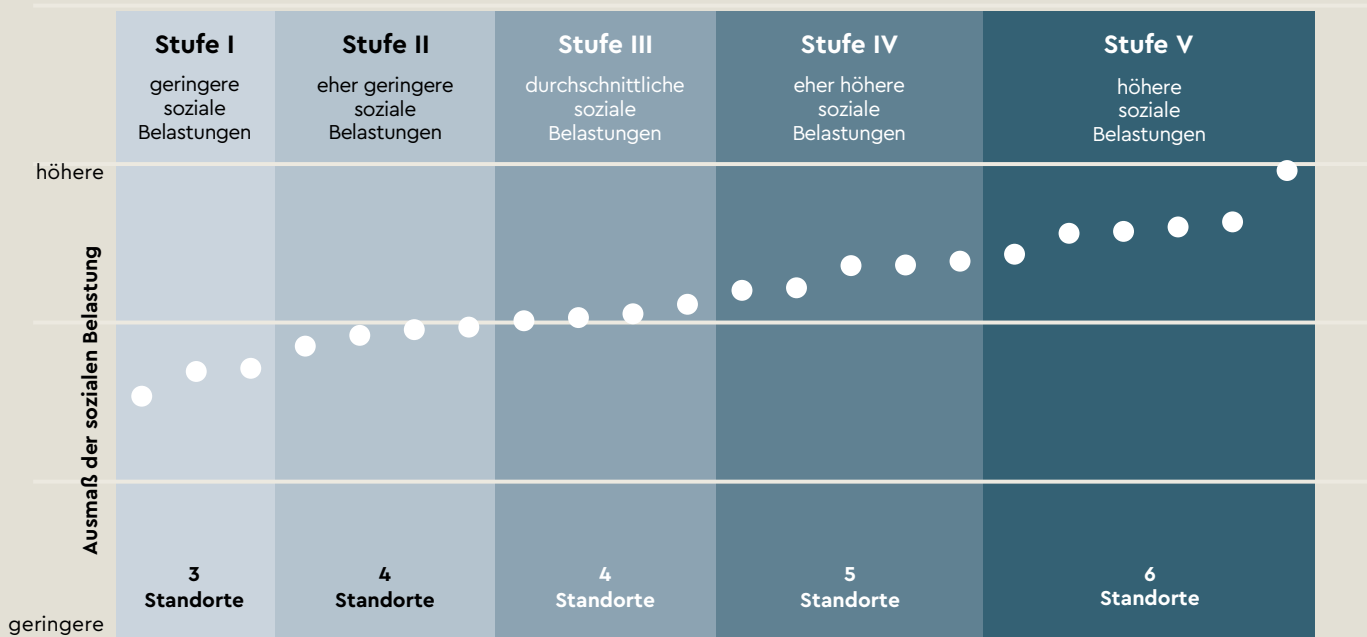 Stufe I
geringere
soziale
Belastungen
Stufe II
eher geringere
soziale
Belastungen
Stufe III
durchschnittliche
soziale
Belastungen
Stufe IV
eher höhere
soziale
Belastungen
Stufe V
höhere
soziale
Belastungen
höhere
Ausmaß der sozialen Belastung
geringere
3
Standorte
4
Standorte
4
Standorte
5
Standorte
6
Standorte